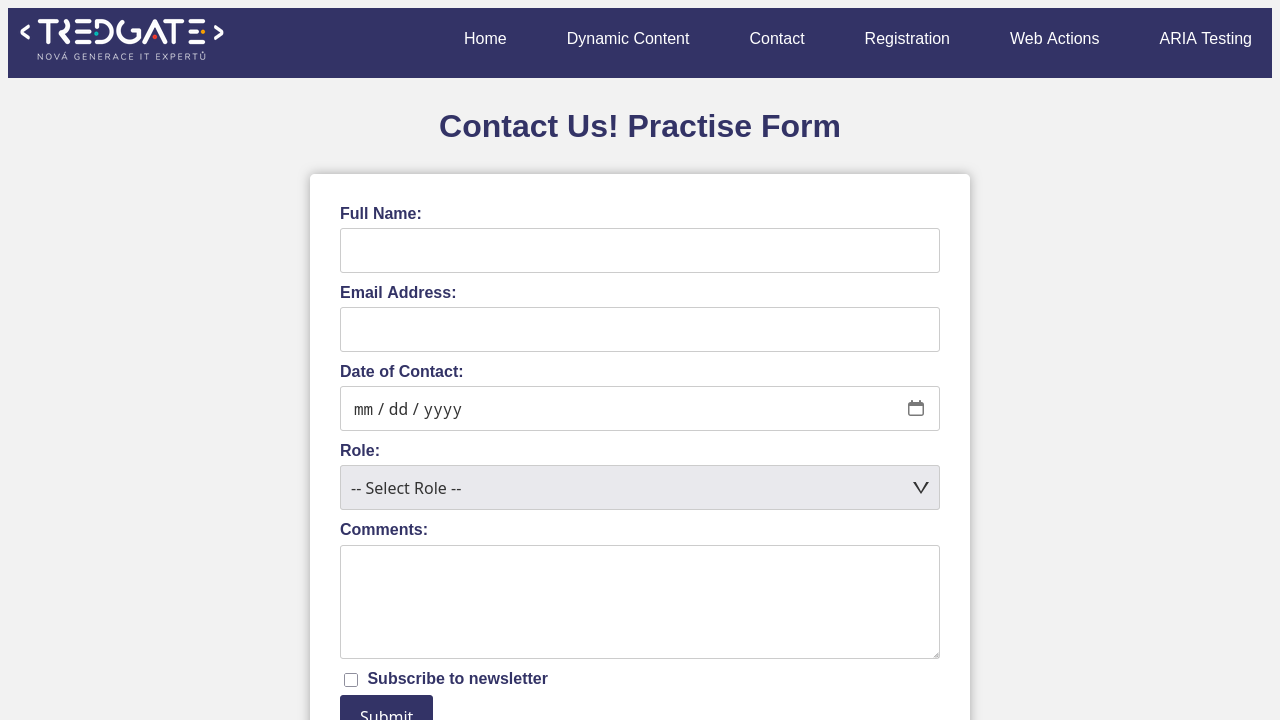 TREDGATE
NOVÁ GENERACE IT EXPERTŮ
Home
Dynamic Content
Contact
Registration
Web Actions
ARIA Testing
Contact Us! Practise Form
Full Name:
Email Address:
Date of Contact:
mm / dd / yyyy
Role:
-- Select Role --
Comments:
Subscribe to newsletter
Submit